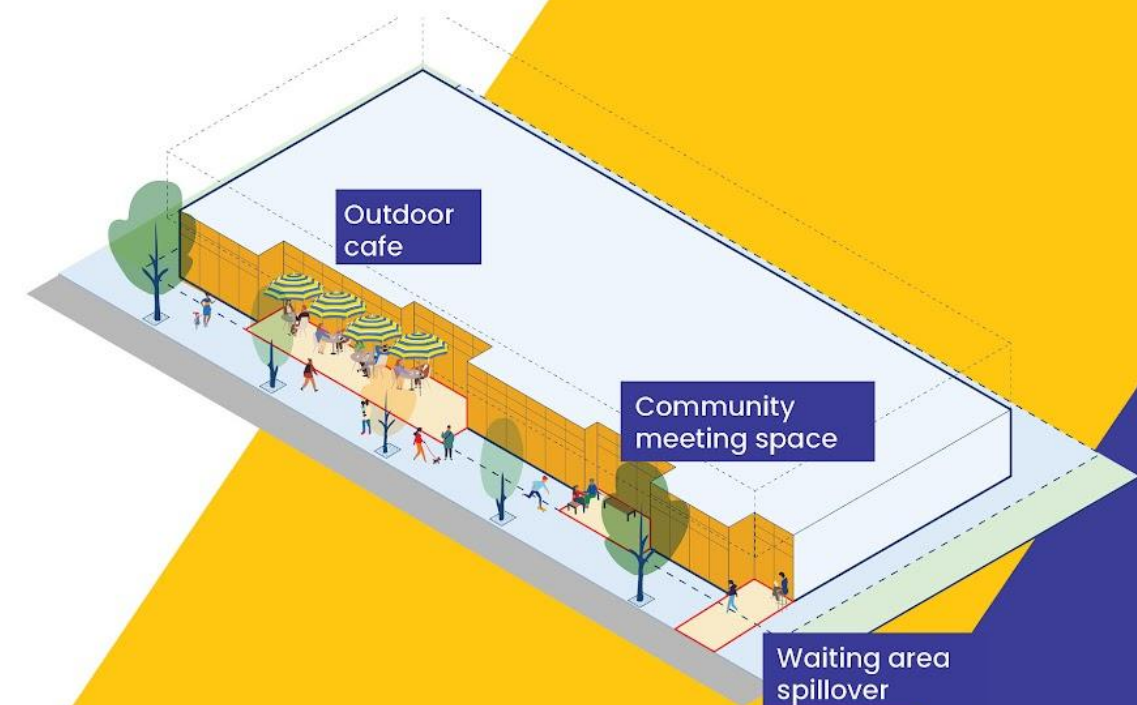 Outdoor
cafe
Community
meeting space
Waiting area
spillover